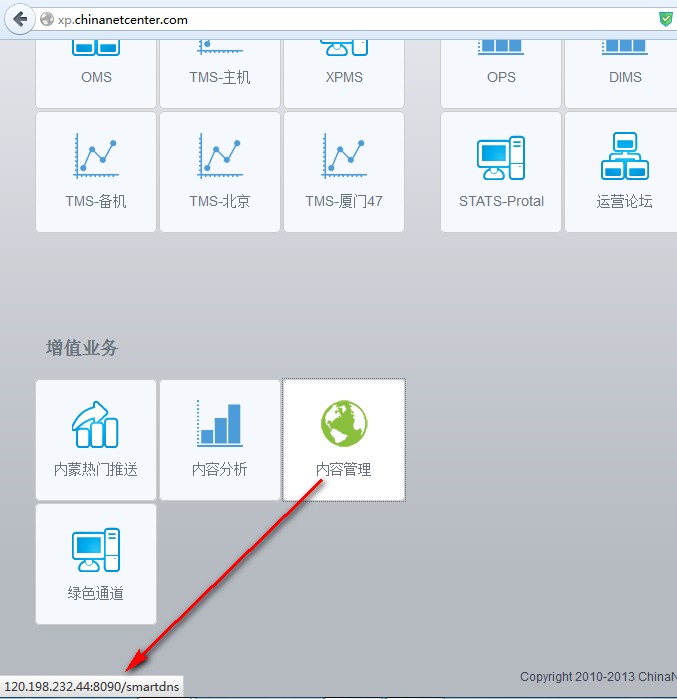 xp.chinanetcenter.com
OMS
TMS-主机
XPMS
OPS
DIMS
TMS-备机
TMS-北京
TMS-厦门47
STATS-Protal
运营论坛
增值业务
内蒙热门推送
内容分析
内容管理
绿色通道
Copyright 2010-2013 ChinaN
120.198.232.44:8090/smartdns